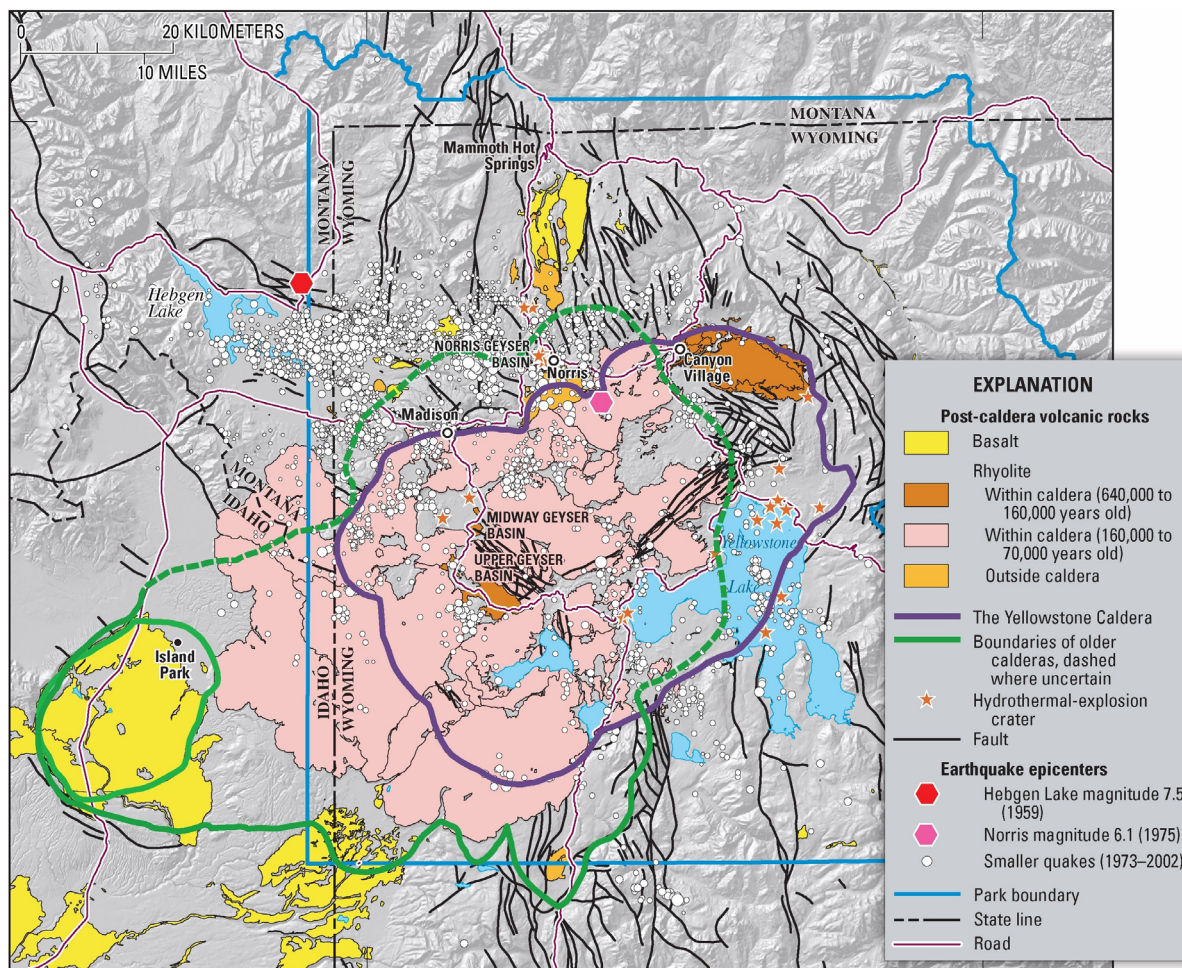 0 20 KILOMETERS
10 MILES
MONTANA
WYOMING
Mammoth Hot
Springs
MONTANA
WYOMING
Hebgen
Lake
NORRIS GEYSER
BASIN
Norris
Canyon
Village
Madison
MONTANA
IDAHO
MIDWAY GEYSER
BASIN
UPPER GEYSER
BASIN
Yellowstone
Lake
Island
Park
IDAHO
WYOMING
EXPLANATION
Post-caldera volcanic rocks
Basalt
Rhyolite
Within caldera (640,000 to
160,000 years old)
Within caldera (160,000 to
70,000 years old)
Outside caldera
The Yellowstone Caldera
Boundaries of older
calderas, dashed
where uncertain
Hydrothermal-explosion
crater
Fault
Earthquake epicenters
Hebgen Lake magnitude 7.5
(1959)
Norris magnitude 6.1 (1975)
Smaller quakes (1973–2002)
Park boundary
State line
Road